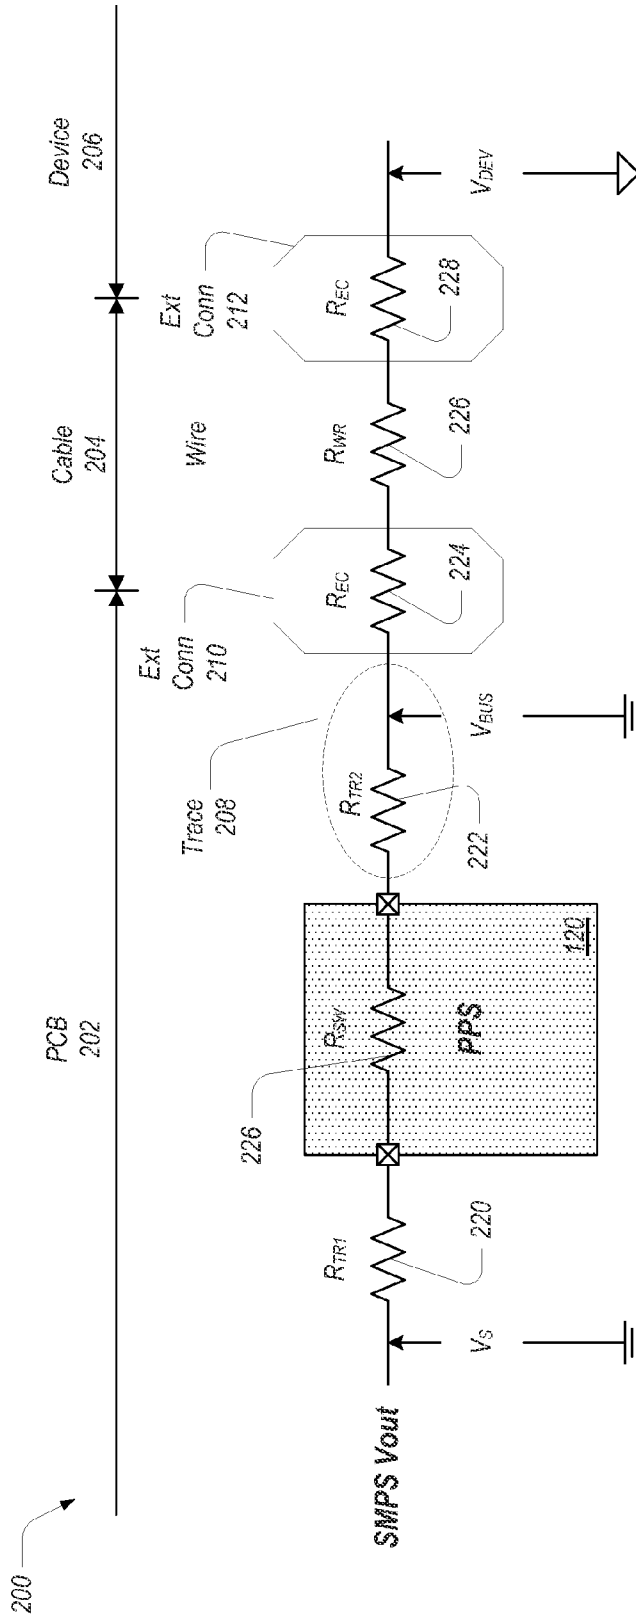 200
PCB
202
Cable
204
Device
206
Trace
208
Ext
Conn
210
Wire
Ext
Conn
212
SMPS Vout
R_TR1
226
R_SW
R_TR2
R_EC
R_WR
R_EC
V_S
220
PPS
120
222
V_BUS
224
226
228
V_DEV